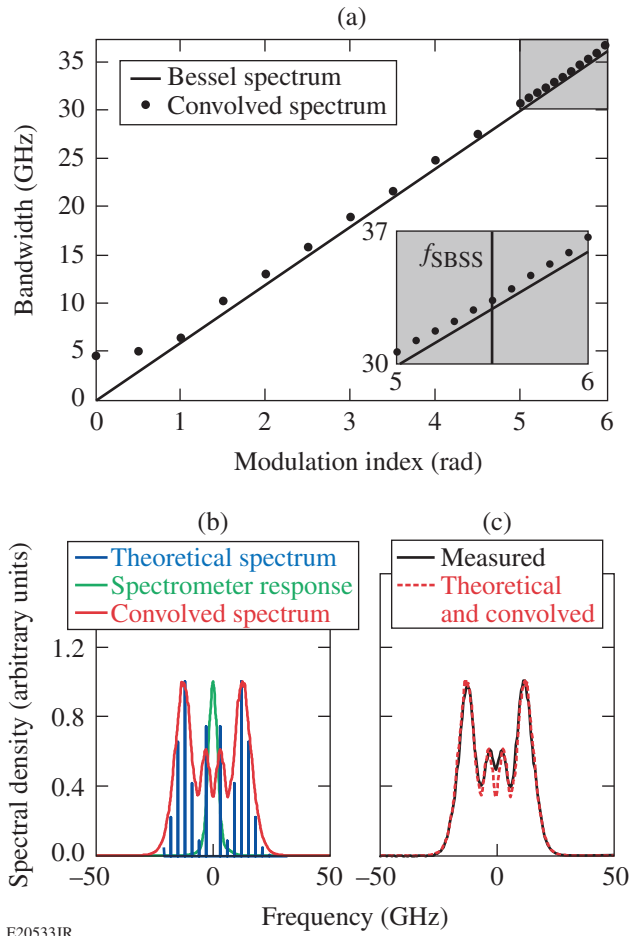 (a)
35
30
25
20
15
10
5
0
Bandwidth (GHz)
Bessel spectrum
Convolved spectrum
37
fSBSS
30
5
6
0
1
2
3
4
5
6
Modulation index (rad)
(b)
(c)
Theoretical spectrum
Spectrometer response
Convolved spectrum
Measured
Theoretical
and convolved
Spectral density (arbitrary units)
1.2
0.8
0.4
0.0
−50
0
50
−50
0
50
Frequency (GHz)
E20533JR